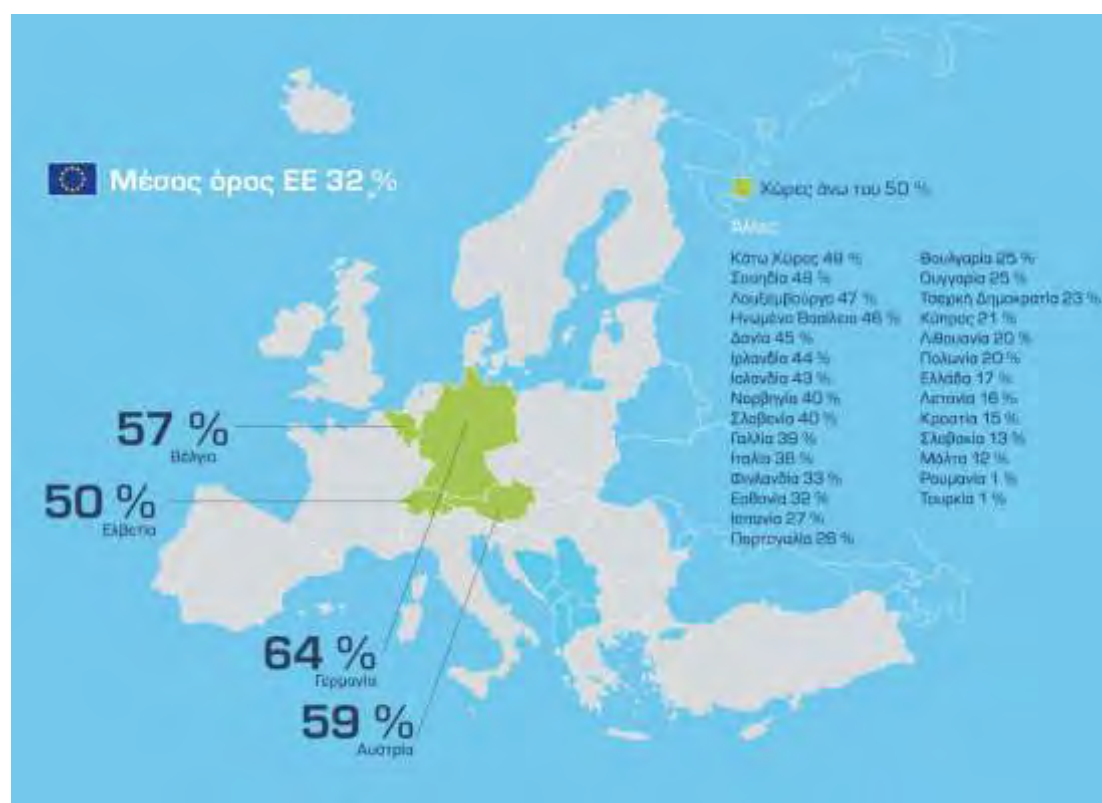 Μέσος όρος ΕΕ 32 %
Χώρες άνω του 50 %
Άλλες:
Κάτω Χώρες 49 %
Σουηδία 48 %
Λουξεμβούργο 47 %
Ηνωμένο Βασίλειο 46 %
Δανία 45 %
Ιρλανδία 44 %
Ισλανδία 43 %
Νορβηγία 40 %
Σλοβενία 40 %
Γαλλία 39 %
Ιταλία 38 %
Φινλανδία 33 %
Εσθονία 32 %
Ισπανία 27 %
Πορτογαλία 26 %
Βουλγαρία 25 %
Ουγγαρία 25 %
Τσεχική Δημοκρατία 23 %
Κύπρος 21 %
Λιθουανία 20 %
Πολωνία 20 %
Ελλάδα 17 %
Λετονία 16 %
Κροατία 15 %
Σλοβακία 13 %
Μάλτα 12 %
Ρουμανία 1 %
Τουρκία 1 %
57 %
Βέλγιο
50 %
Ελβετία
64 %
Γερμανία
59 %
Αυστρία